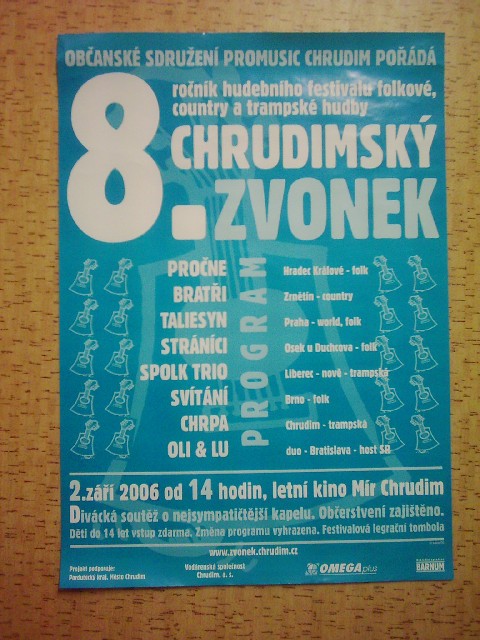 OBČANSKÉ SDRUŽENÍ PROMUSIC CHRUDIM POŘÁDÁ
8.
ročník hudebního festivalu folkové,
country a trampské hudby
CHRUDIMSKÝ
ZVONEK
PROGRAM
PROČNE Hradec Králové - folk
BRATŘI Zrnětín - country
TALIESYN Praha - world, folk
STRÁNÍCI Osek u Duchcova - folk
SPOLK TRIO Liberec - nově - trampská
SVÍTÁNÍ Brno - folk
CHRPA Chrudim - trampská
OLI & LU duo - Bratislava - host SB
2.září 2006 od 14 hodin, letní kino Mír Chrudim
Divácká soutěž o nejsympatičtější kapelu. Občerstvení zajištěno.
Děti do 14 let vstup zdarma. Změna programu vyhrazena. Festivalová legrační tombola
www.zvonek.chrudim.cz
Projekt podporuje:
Pardubický kraj, Město Chrudim
Vodárenská společnost
Chrudim, a. s.
OMEGA plus
BARNUM